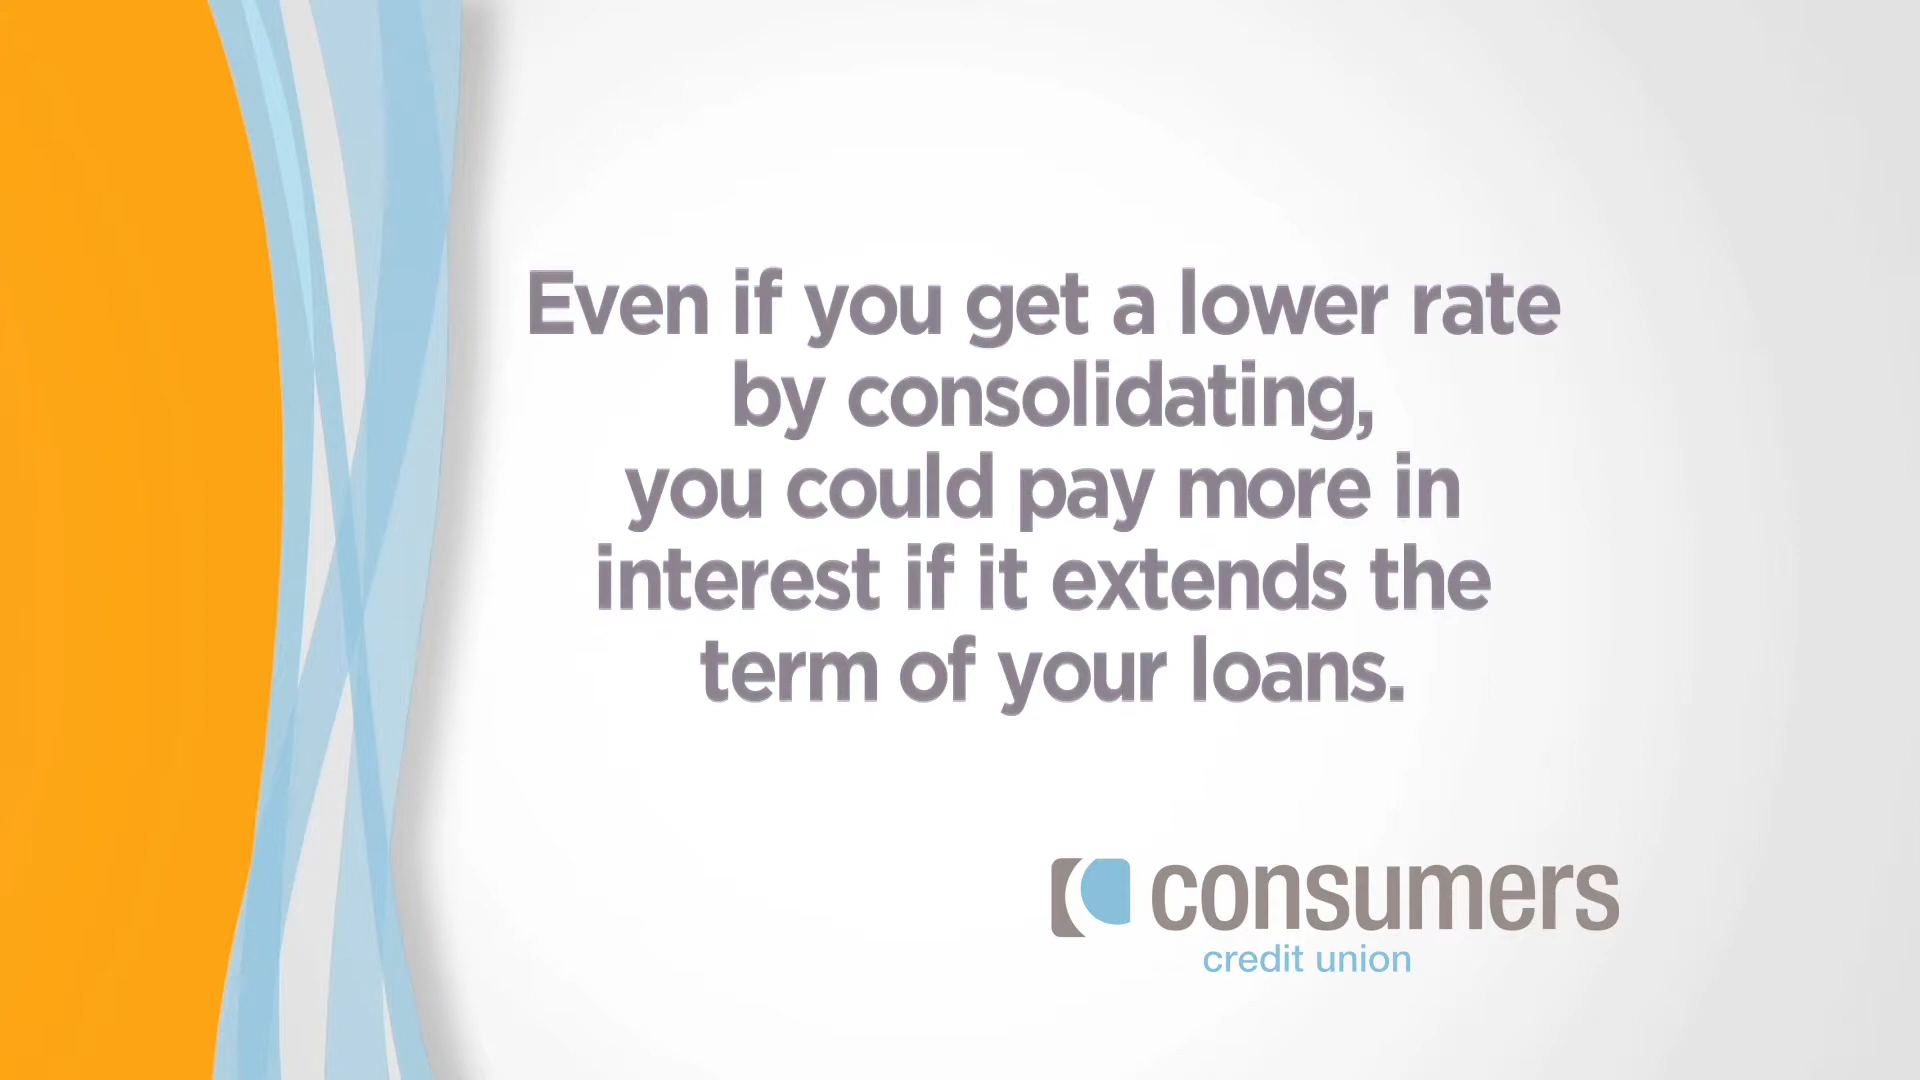 Even if you get a lower rate
by consolidating,
you could pay more in
interest if it extends the
term of your loans.
consumers
credit union